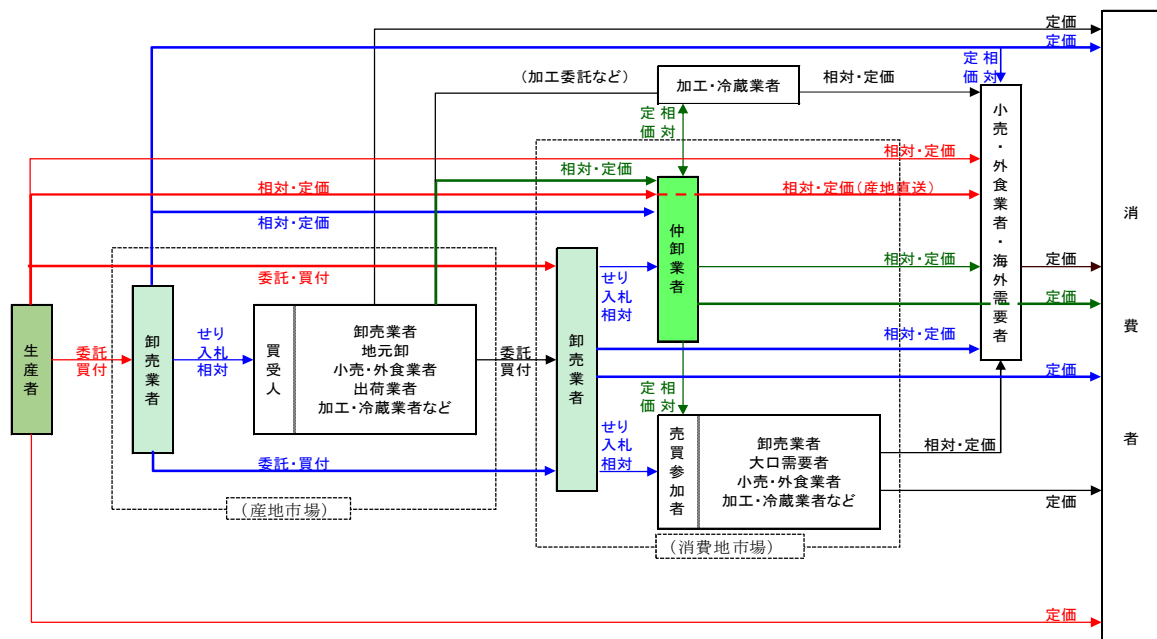 定価
定価
定 相
価 対
(加工委託など)
加工・冷蔵業者
相対・定価
定 相
価 対
小売・外食業者・海外需要者
消費者
相対・定価
相対・定価
相対・定価
相対・定価(産地直送)
相対・定価
仲卸業者
委託・買付
せり
入札
相対
相対・定価
定価
定価
生産者
委託
買付
卸売業者
せり
入札
相対
買受人
卸売業者
地元卸
小売・外食業者
出荷業者
加工・冷蔵業者など
委託
買付
卸売業者
相対・定価
定価
定 相
価 対
委託・買付
せり
入札
相対
売買参加者
卸売業者
大口需要者
小売・外食業者
加工・冷蔵業者など
相対・定価
定価
(産地市場)
(消費地市場)
定価